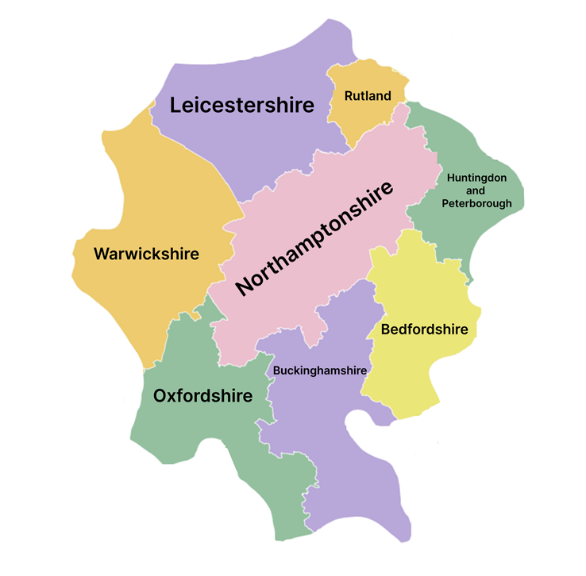 Leicestershire
Rutland
Huntingdon
and
Peterborough
Northamptonshire
Warwickshire
Bedfordshire
Buckinghamshire
Oxfordshire